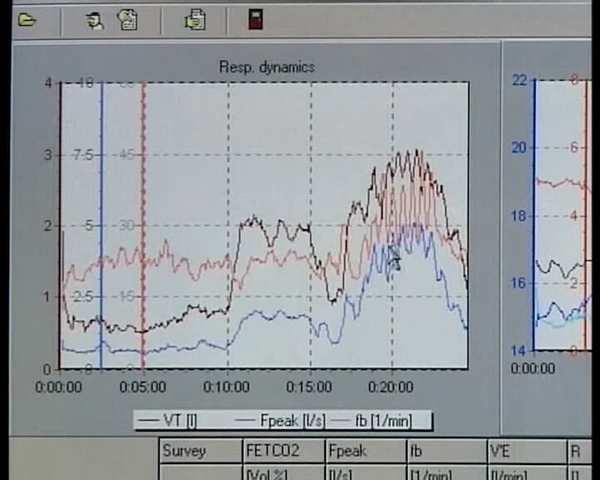 Resp. dynamics
4 10 60 22 8
3 7.5 45 20 6
2 5 30 18 4
1 2.5 15 16
0 0 0 14 0
0:00:00 0:05:00 0:10:00 0:15:00 0:20:00 0:00:00
VT [l] Fpeak [l/s] fb [1/min]
Survey FETCO2 Fpeak fb V'E R
[Vol.%] [l/s] [1/min] [l/min]